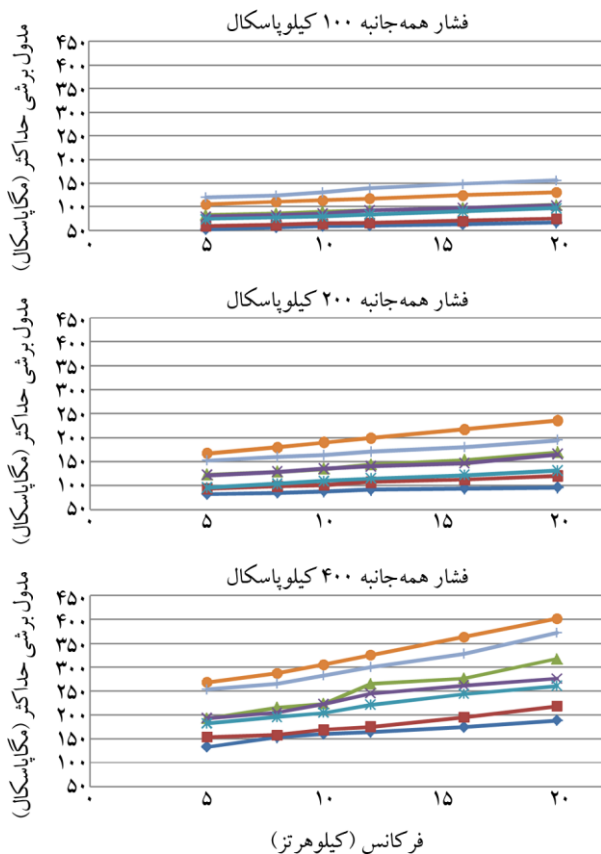 فشار همه‌جانبه ۱۰۰ کیلوپاسکال
مدول برشی حداکثر (مگاپاسکال)
۴۵۰
۴۰۰
۳۵۰
۳۰۰
۲۵۰
۲۰۰
۱۵۰
۱۰۰
۵۰
۰ ۵ ۱۰ ۱۵ ۲۰
فشار همه‌جانبه ۲۰۰ کیلوپاسکال
مدول برشی حداکثر (مگاپاسکال)
۴۵۰
۴۰۰
۳۵۰
۳۰۰
۲۵۰
۲۰۰
۱۵۰
۱۰۰
۵۰
۰ ۵ ۱۰ ۱۵ ۲۰
فشار همه‌جانبه ۴۰۰ کیلوپاسکال
مدول برشی حداکثر (مگاپاسکال)
۴۵۰
۴۰۰
۳۵۰
۳۰۰
۲۵۰
۲۰۰
۱۵۰
۱۰۰
۵۰
۰ ۵ ۱۰ ۱۵ ۲۰
فرکانس (کیلوهرتز)